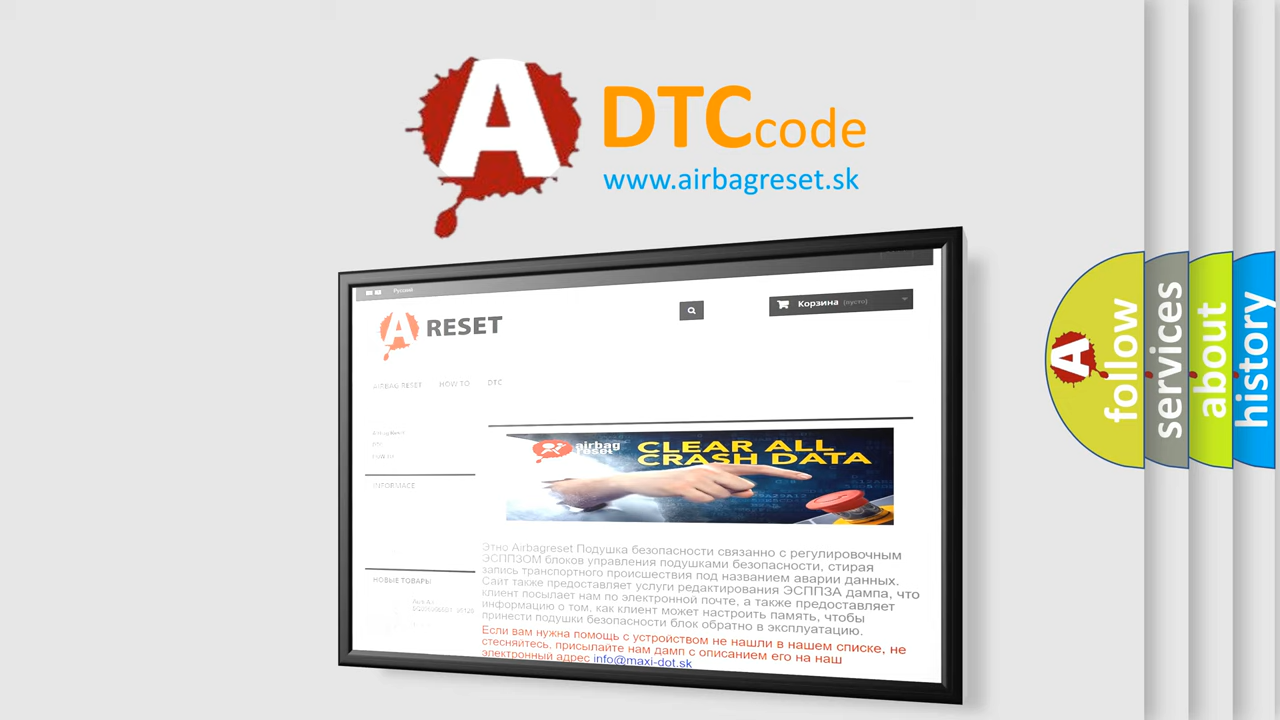 A
DTCcode
www.airbagreset.sk
Русский
Корзина (пусто)
A RESET
AIRBAG RESET HOW TO DTC
DTC
INFORMACE
airbag
reset
CLEAR ALL
CRASH DATA
Этно Airbagreset Подушка безопасности связанно с регулировочным
ЭСППЗОМ блоков управления подушками безопасности, стирая
запись транспортного происшествия под названием аварии данных.
Сайт также предоставляет услуги редактирования ЭСППЗА дампа, что
клиент посылает нам по электронной почте, а также предоставляет
информацию о том, как клиент может настроить память, чтобы
принести подушки безопасности блок обратно в эксплуатацию.
Если вам нужна помощь с устройством не нашли в нашем списке, не
стесняйтесь, присылайте нам дамп с описанием его на наш
электронный адрес info@maxi-dot.sk
НОВЫЕ ТОВАРЫ
A
follow
services
about
history